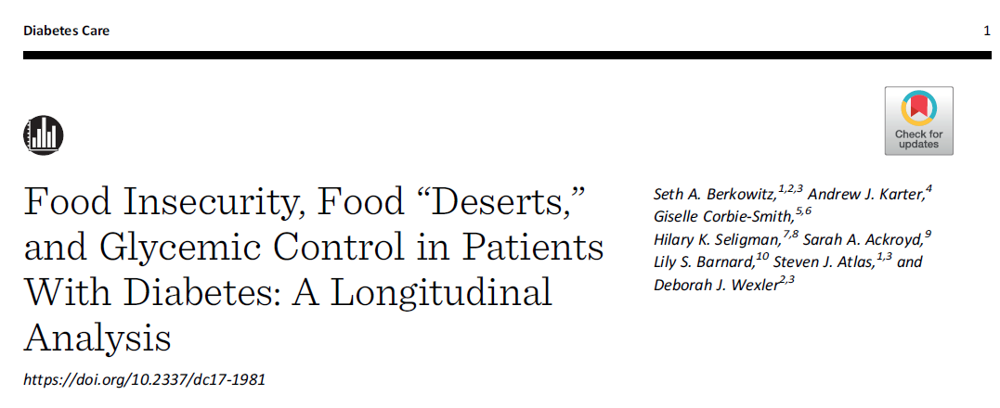 Diabetes Care
1
Check for
updates
Food Insecurity, Food “Deserts,”
and Glycemic Control in Patients
With Diabetes: A Longitudinal
Analysis
https://doi.org/10.2337/dc17-1981
Seth A. Berkowitz,1,2,3 Andrew J. Karter,4
Giselle Corbie-Smith,5,6
Hilary K. Seligman,7,8 Sarah A. Ackroyd,9
Lily S. Barnard,10 Steven J. Atlas,1,3 and
Deborah J. Wexler2,3